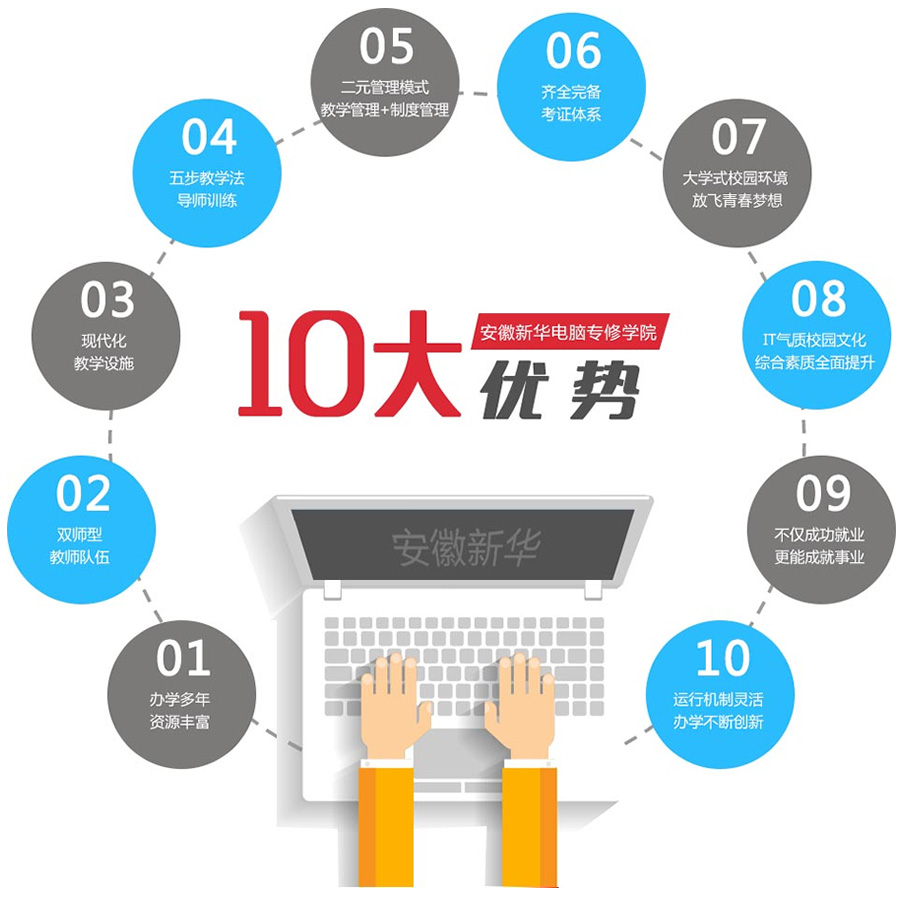 10大
安徽新华电脑专修学院
优势
01
办学多年
资源丰富
02
双师型
教师队伍
03
现代化
教学设施
04
五步教学法
导师训练
05
二元管理模式
教学管理+制度管理
06
齐全完备
考证体系
07
大学式校园环境
放飞青春梦想
08
IT气质校园文化
综合素质全面提升
09
不仅成功就业
更能成就事业
10
运行机制灵活
办学不断创新
安徽新华